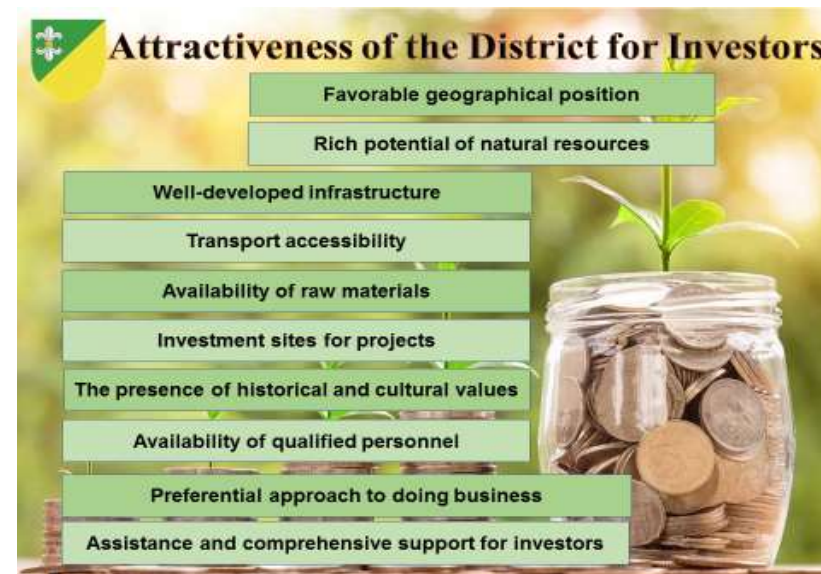 Attractiveness of the District for Investors
Favorable geographical position
Rich potential of natural resources
Well-developed infrastructure
Transport accessibility
Availability of raw materials
Investment sites for projects
The presence of historical and cultural values
Availability of qualified personnel
Preferential approach to doing business
Assistance and comprehensive support for investors